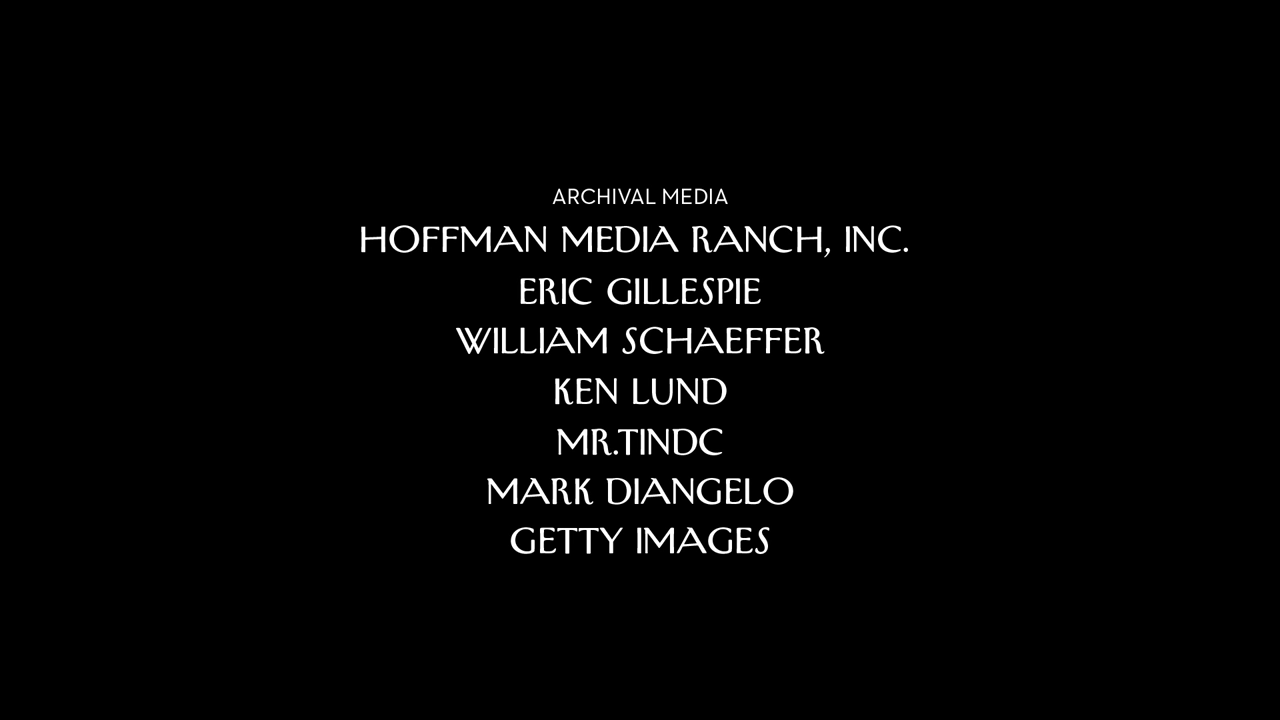 ARCHIVAL MEDIA
HOFFMAN MEDIA RANCH, INC.
ERIC GILLESPIE
WILLIAM SCHAEFFER
KEN LUND
MR.TINDC
MARK DIANGELO
GETTY IMAGES